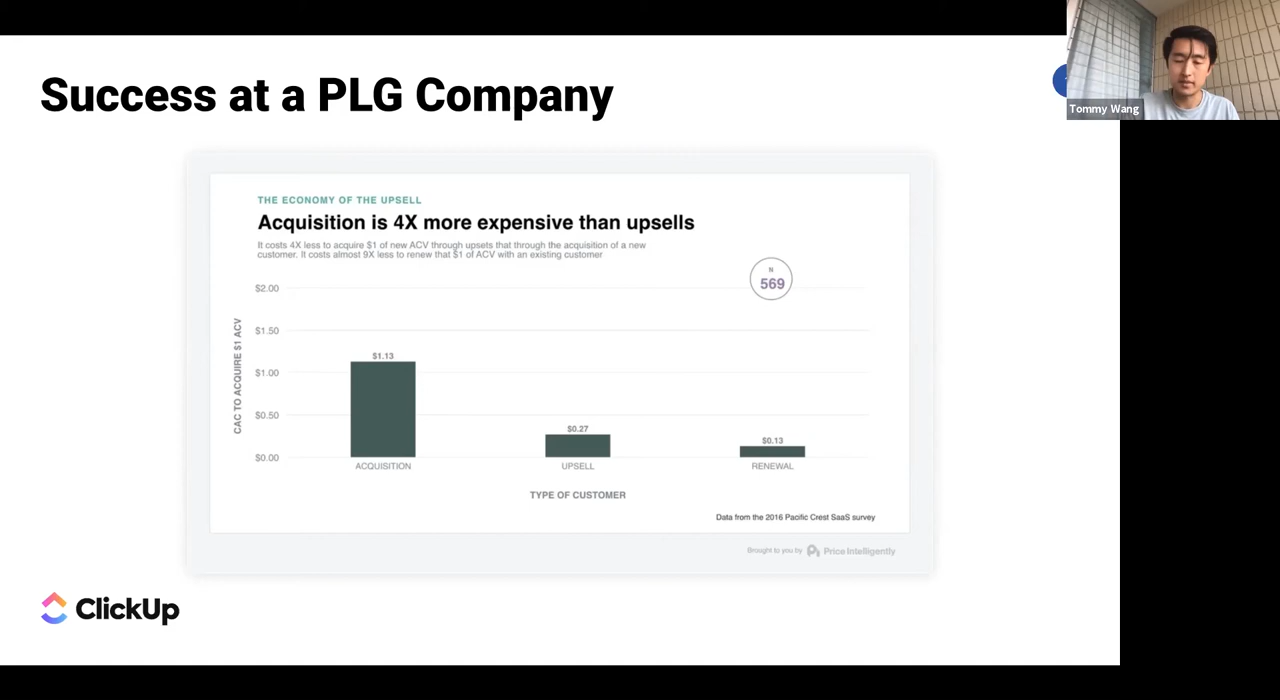 Success at a PLG Company
Tommy Wang
THE ECONOMY OF THE UPSELL
Acquisition is 4X more expensive than upsells
It costs 4X less to acquire $1 of new ACV through upsets that through the acquisition of a new
customer. It costs almost 9X less to renew that $1 of ACV with an existing customer
N
569
$2.00
$1.50
$1.00
$0.50
$0.00
CAC TO ACQUIRE $1 ACV
$1.13
$0.27
$0.13
ACQUISITION
UPSELL
RENEWAL
TYPE OF CUSTOMER
Data from the 2016 Pacific Crest SaaS survey
Brought to you by Price Intelligently
ClickUp